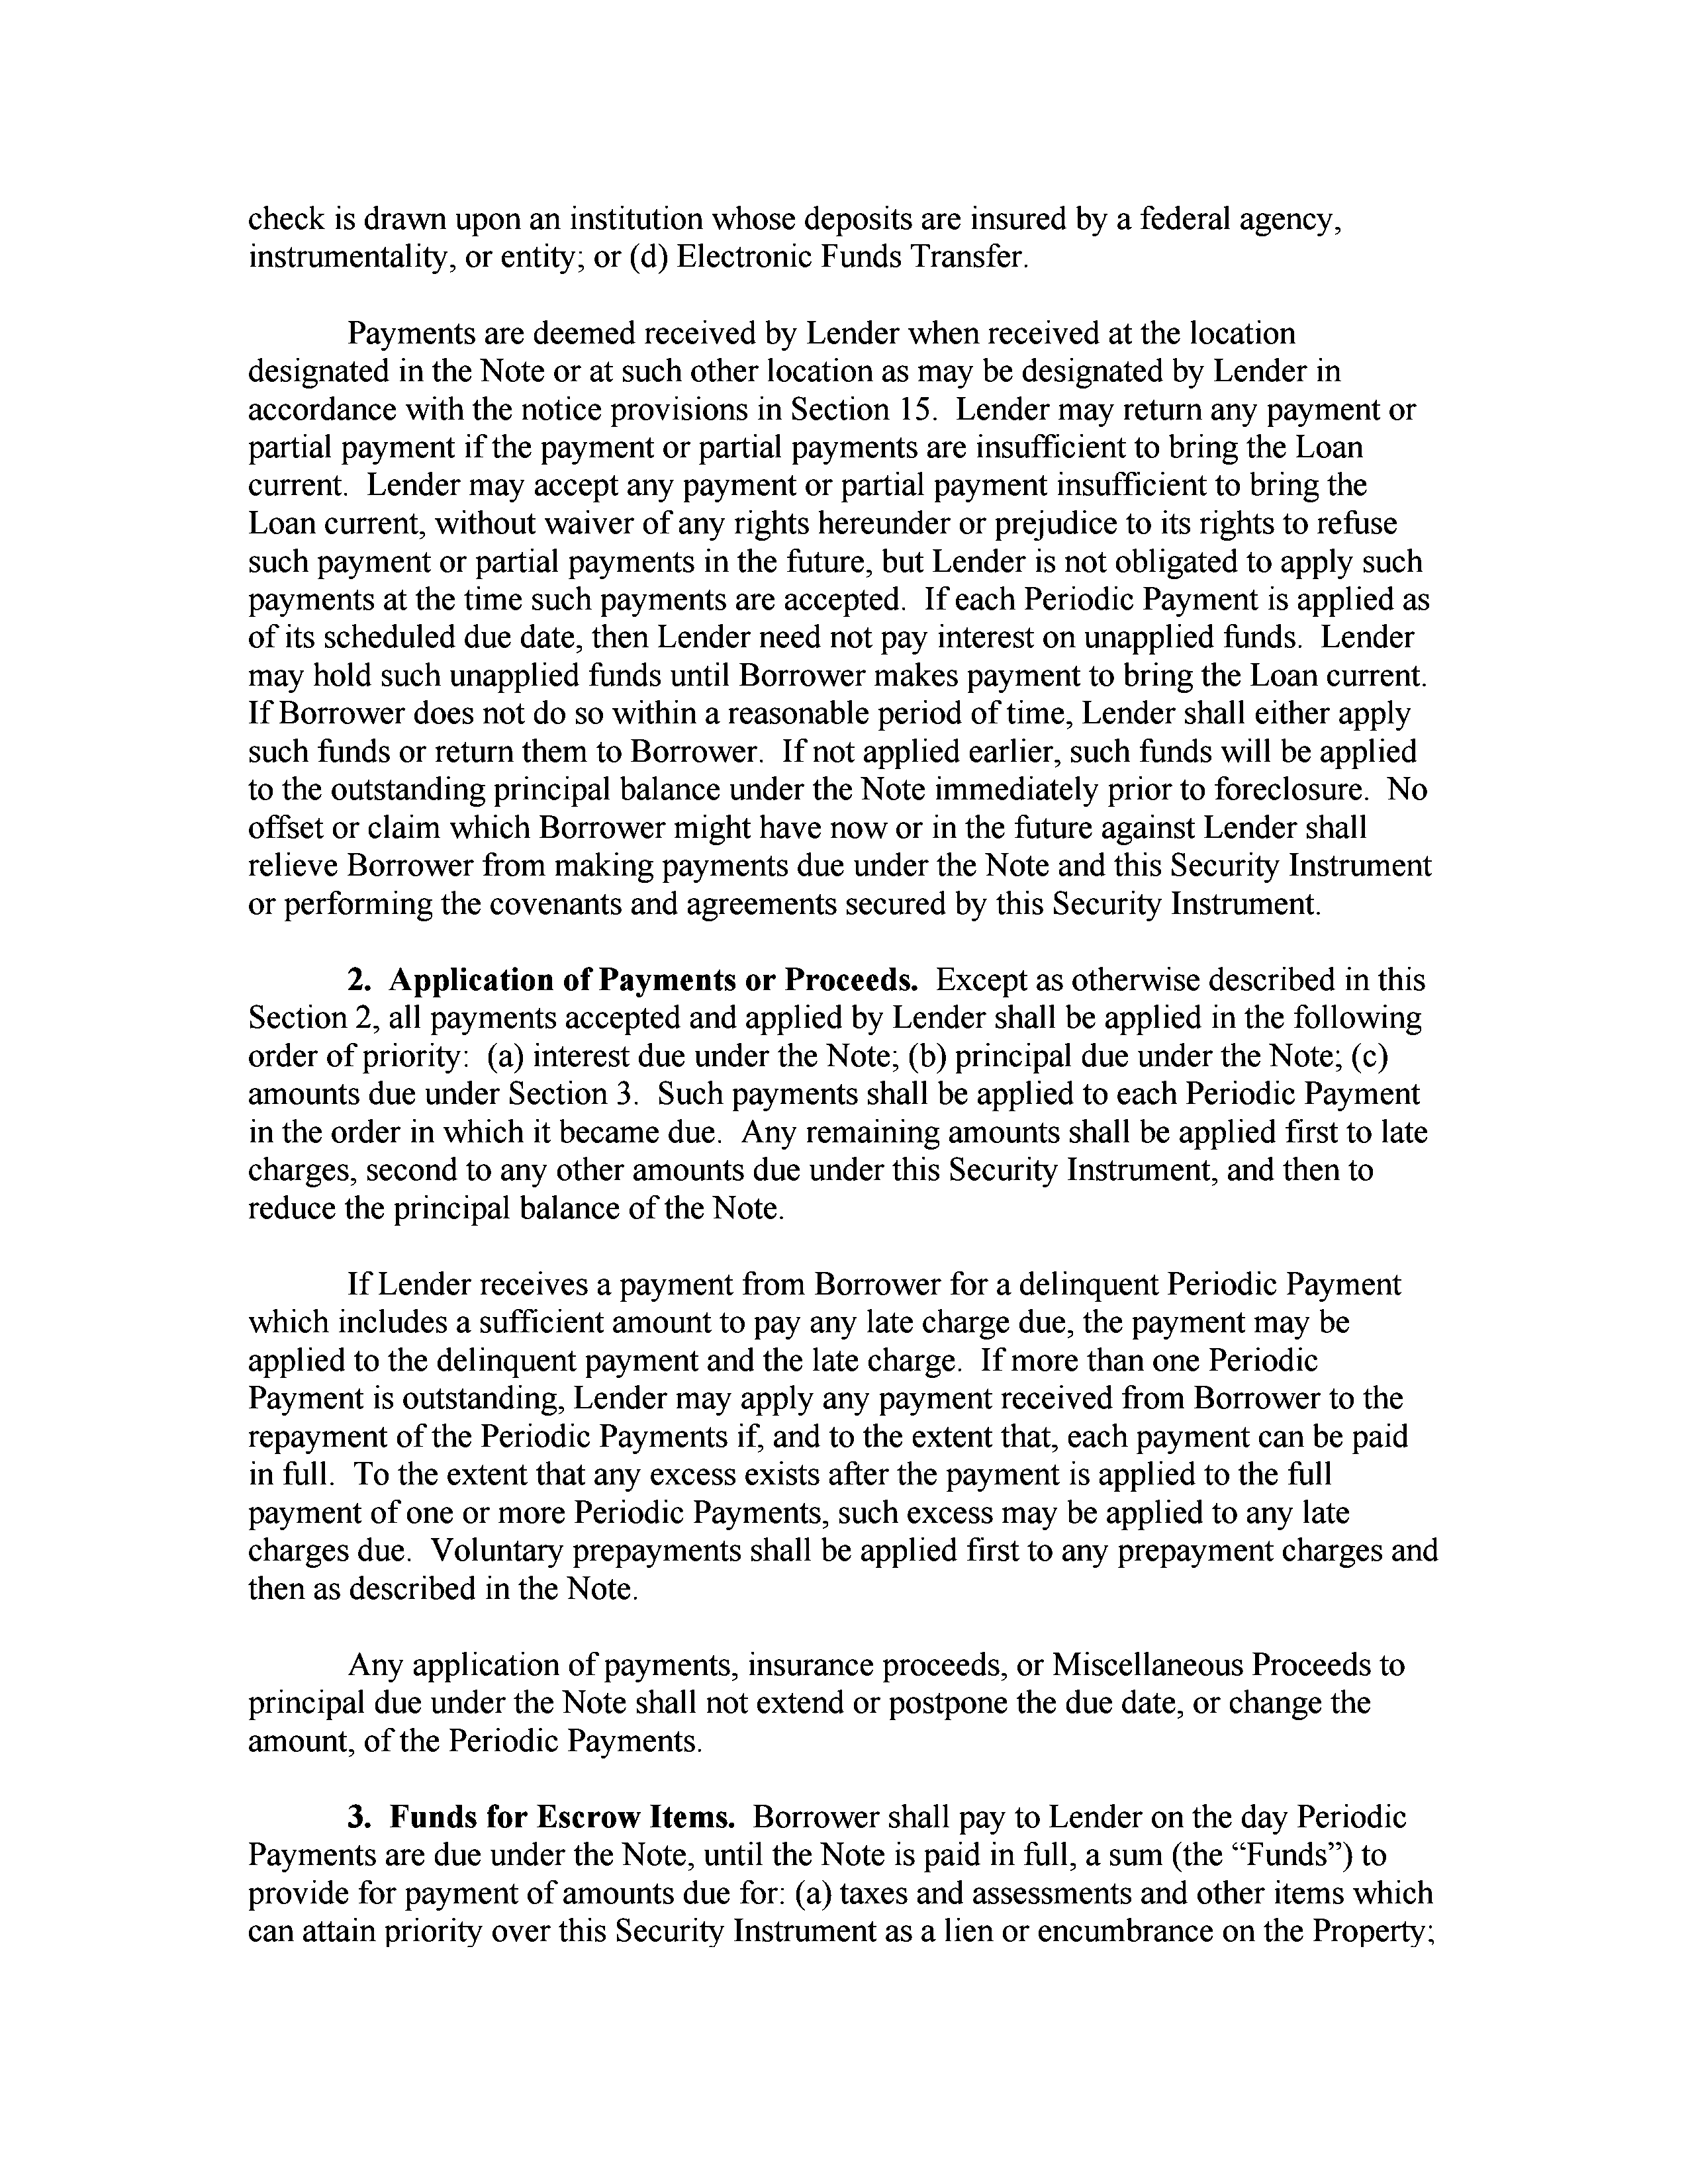 check is drawn upon an institution whose deposits are insured by a federal agency,
instrumentality, or entity; or (d) Electronic Funds Transfer.
Payments are deemed received by Lender when received at the location
designated in the Note or at such other location as may be designated by Lender in
accordance with the notice provisions in Section 15.  Lender may return any payment or
partial payment if the payment or partial payments are insufficient to bring the Loan
current.  Lender may accept any payment or partial payment insufficient to bring the
Loan current, without waiver of any rights hereunder or prejudice to its rights to refuse
such payment or partial payments in the future, but Lender is not obligated to apply such
payments at the time such payments are accepted.  If each Periodic Payment is applied as
of its scheduled due date, then Lender need not pay interest on unapplied funds.  Lender
may hold such unapplied funds until Borrower makes payment to bring the Loan current.
If Borrower does not do so within a reasonable period of time, Lender shall either apply
such funds or return them to Borrower.  If not applied earlier, such funds will be applied
to the outstanding principal balance under the Note immediately prior to foreclosure.  No
offset or claim which Borrower might have now or in the future against Lender shall
relieve Borrower from making payments due under the Note and this Security Instrument
or performing the covenants and agreements secured by this Security Instrument.
2.  Application of Payments or Proceeds.  Except as otherwise described in this
Section 2, all payments accepted and applied by Lender shall be applied in the following
order of priority:  (a) interest due under the Note; (b) principal due under the Note; (c)
amounts due under Section 3.  Such payments shall be applied to each Periodic Payment
in the order in which it became due.  Any remaining amounts shall be applied first to late
charges, second to any other amounts due under this Security Instrument, and then to
reduce the principal balance of the Note.
If Lender receives a payment from Borrower for a delinquent Periodic Payment
which includes a sufficient amount to pay any late charge due, the payment may be
applied to the delinquent payment and the late charge.  If more than one Periodic
Payment is outstanding, Lender may apply any payment received from Borrower to the
repayment of the Periodic Payments if, and to the extent that, each payment can be paid
in full.  To the extent that any excess exists after the payment is applied to the full
payment of one or more Periodic Payments, such excess may be applied to any late
charges due.  Voluntary prepayments shall be applied first to any prepayment charges and
then as described in the Note.
Any application of payments, insurance proceeds, or Miscellaneous Proceeds to
principal due under the Note shall not extend or postpone the due date, or change the
amount, of the Periodic Payments.
3.  Funds for Escrow Items.  Borrower shall pay to Lender on the day Periodic
Payments are due under the Note, until the Note is paid in full, a sum (the “Funds”) to
provide for payment of amounts due for: (a) taxes and assessments and other items which
can attain priority over this Security Instrument as a lien or encumbrance on the Property;